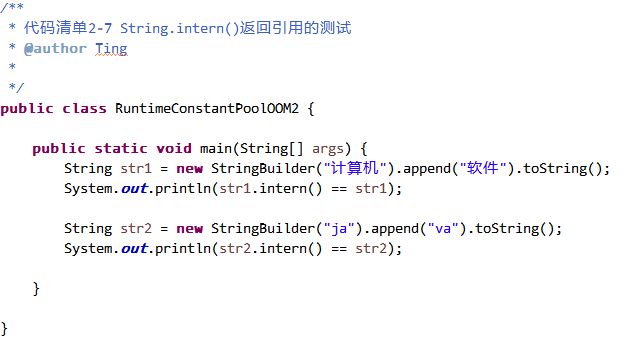 /**
 * 代码清单2-7 String.intern()返回引用的测试
 * @author Ting
 *
 */
public class RuntimeConstantPoolOOM2 {
    public static void main(String[] args) {
        String str1 = new StringBuilder("计算机").append("软件").toString();
        System.out.println(str1.intern() == str1);
        String str2 = new StringBuilder("ja").append("va").toString();
        System.out.println(str2.intern() == str2);
    }
}